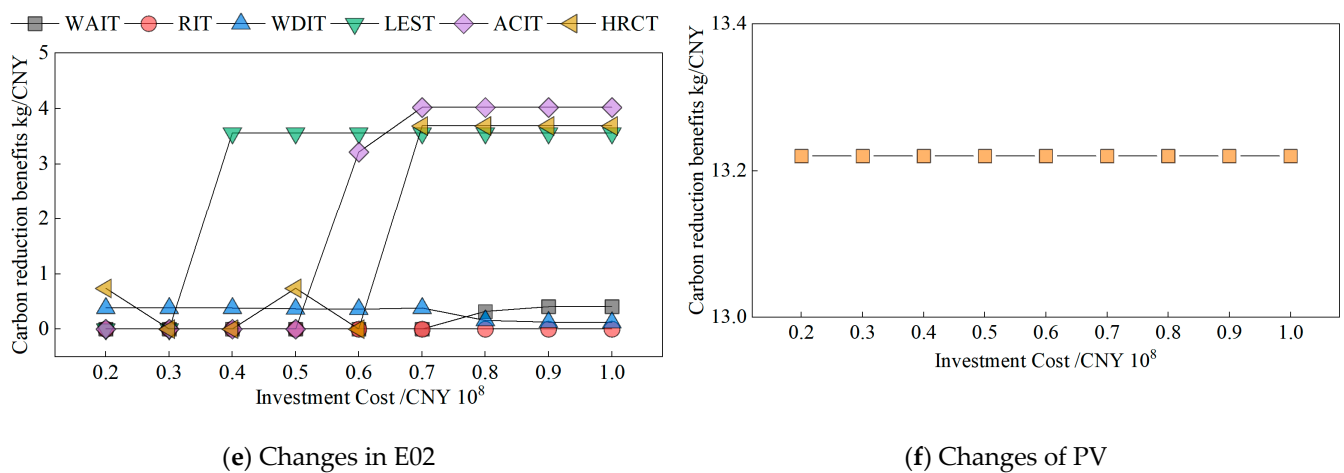 WAIT RIT WDIT LEST ACIT HRCT
Carbon reduction benefits kg/CNY
5
4
3
2
1
0
0.2 0.3 0.4 0.5 0.6 0.7 0.8 0.9 1.0
Investment Cost /CNY 10⁸
(e) Changes in E02
Carbon reduction benefits kg/CNY
13.4
13.2
13.0
0.2 0.3 0.4 0.5 0.6 0.7 0.8 0.9 1.0
Investment Cost /CNY 10⁸
(f) Changes of PV